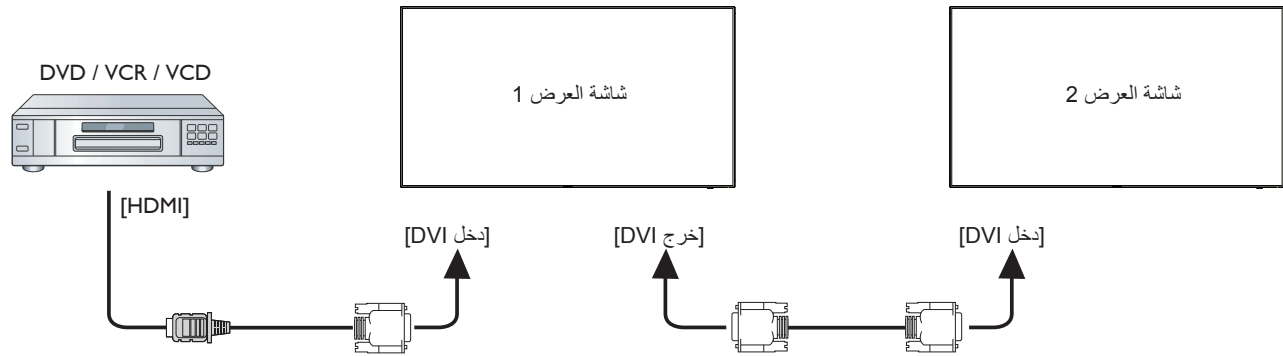 DVD / VCR / VCD
شاشة العرض 1
شاشة العرض 2
[HDMI]
[دخل DVI]
[خرج DVI]
[دخل DVI]